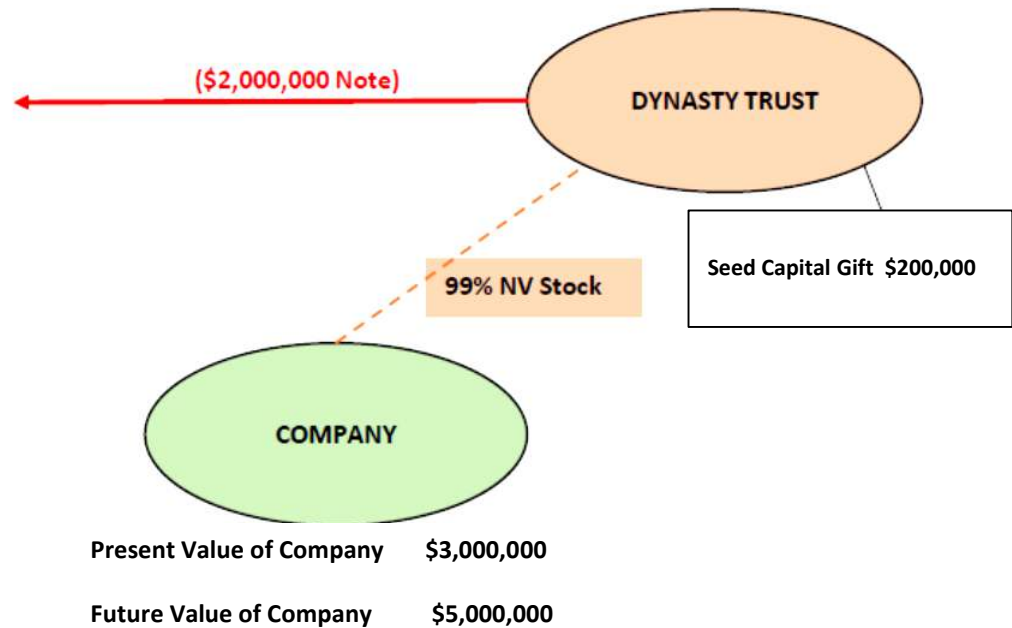 ($2,000,000 Note)
DYNASTY TRUST
Seed Capital Gift $200,000
99% NV Stock
COMPANY
Present Value of Company $3,000,000
Future Value of Company $5,000,000